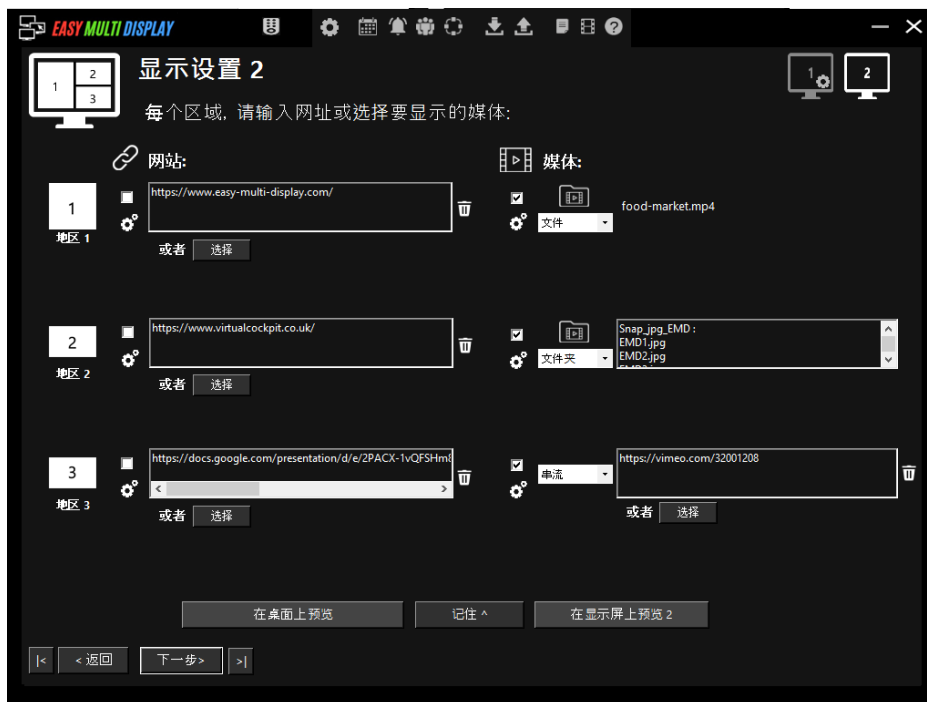 EASY MULTI DISPLAY
1
2
3
显示设置 2
1
2
每个区域, 请输入网址或选择要显示的媒体:
网站:
媒体:
1
地区 1
https://www.easy-multi-display.com/
或者 选择
文件
food-market.mp4
2
地区 2
https://www.virtualcockpit.co.uk/
或者 选择
文件夹
Snap_jpg_EMD :
EMD1.jpg
EMD2.jpg
3
地区 3
https://docs.google.com/presentation/d/e/2PACX-1vQFSHm
或者 选择
串流
https://vimeo.com/32001208
或者 选择
在桌面上预览
记住 ^
在显示屏上预览 2
|<
< 返回
下一步>
>|